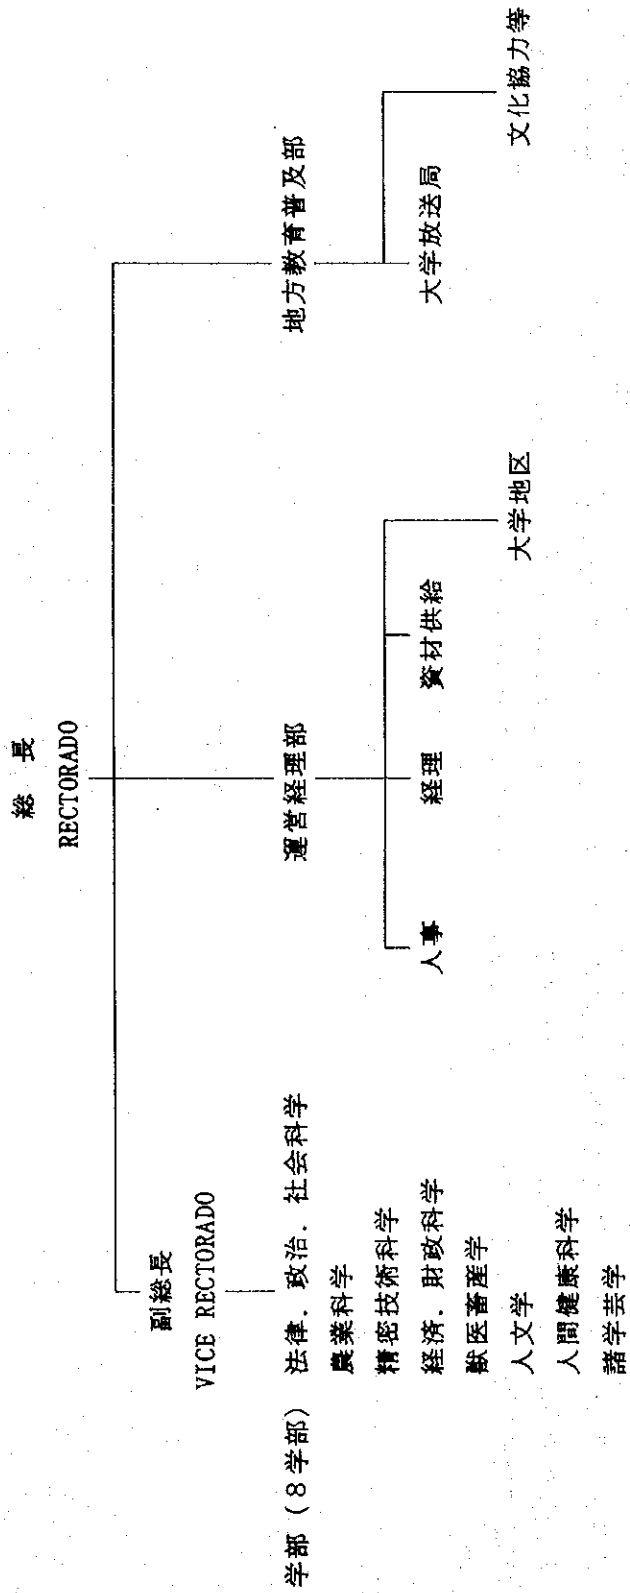 総 長
RECTORADO
副総長
VICE RECTORADO
学部（８学部）
法律．政治．社会科学
農業科学
精密技術科学
経済．財政科学
獣医畜産学
人文学
人間健康科学
諸学芸学
運営経理部
人事
経理
資材供給
大学地区
地方教育普及部
大学放送局
文化協力等